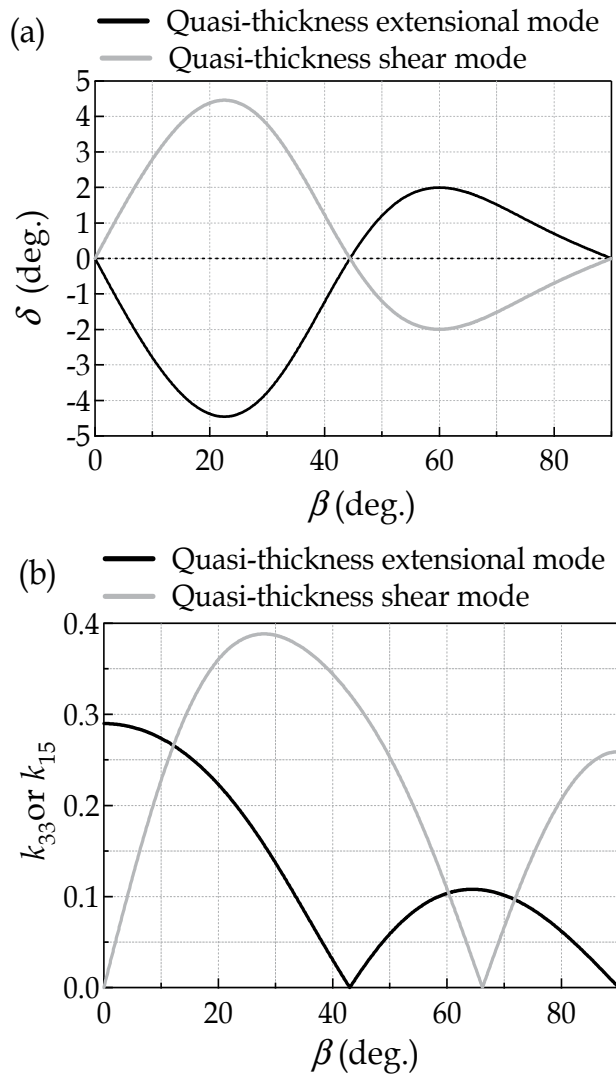 (a)
Quasi-thickness extensional mode
Quasi-thickness shear mode
5
4
3
2
1
0
-1
-2
-3
-4
-5
δ (deg.)
0 20 40 60 80
β (deg.)
(b)
Quasi-thickness extensional mode
Quasi-thickness shear mode
0.4
0.3
0.2
0.1
0.0
k33 or k15
0 20 40 60 80
β (deg.)